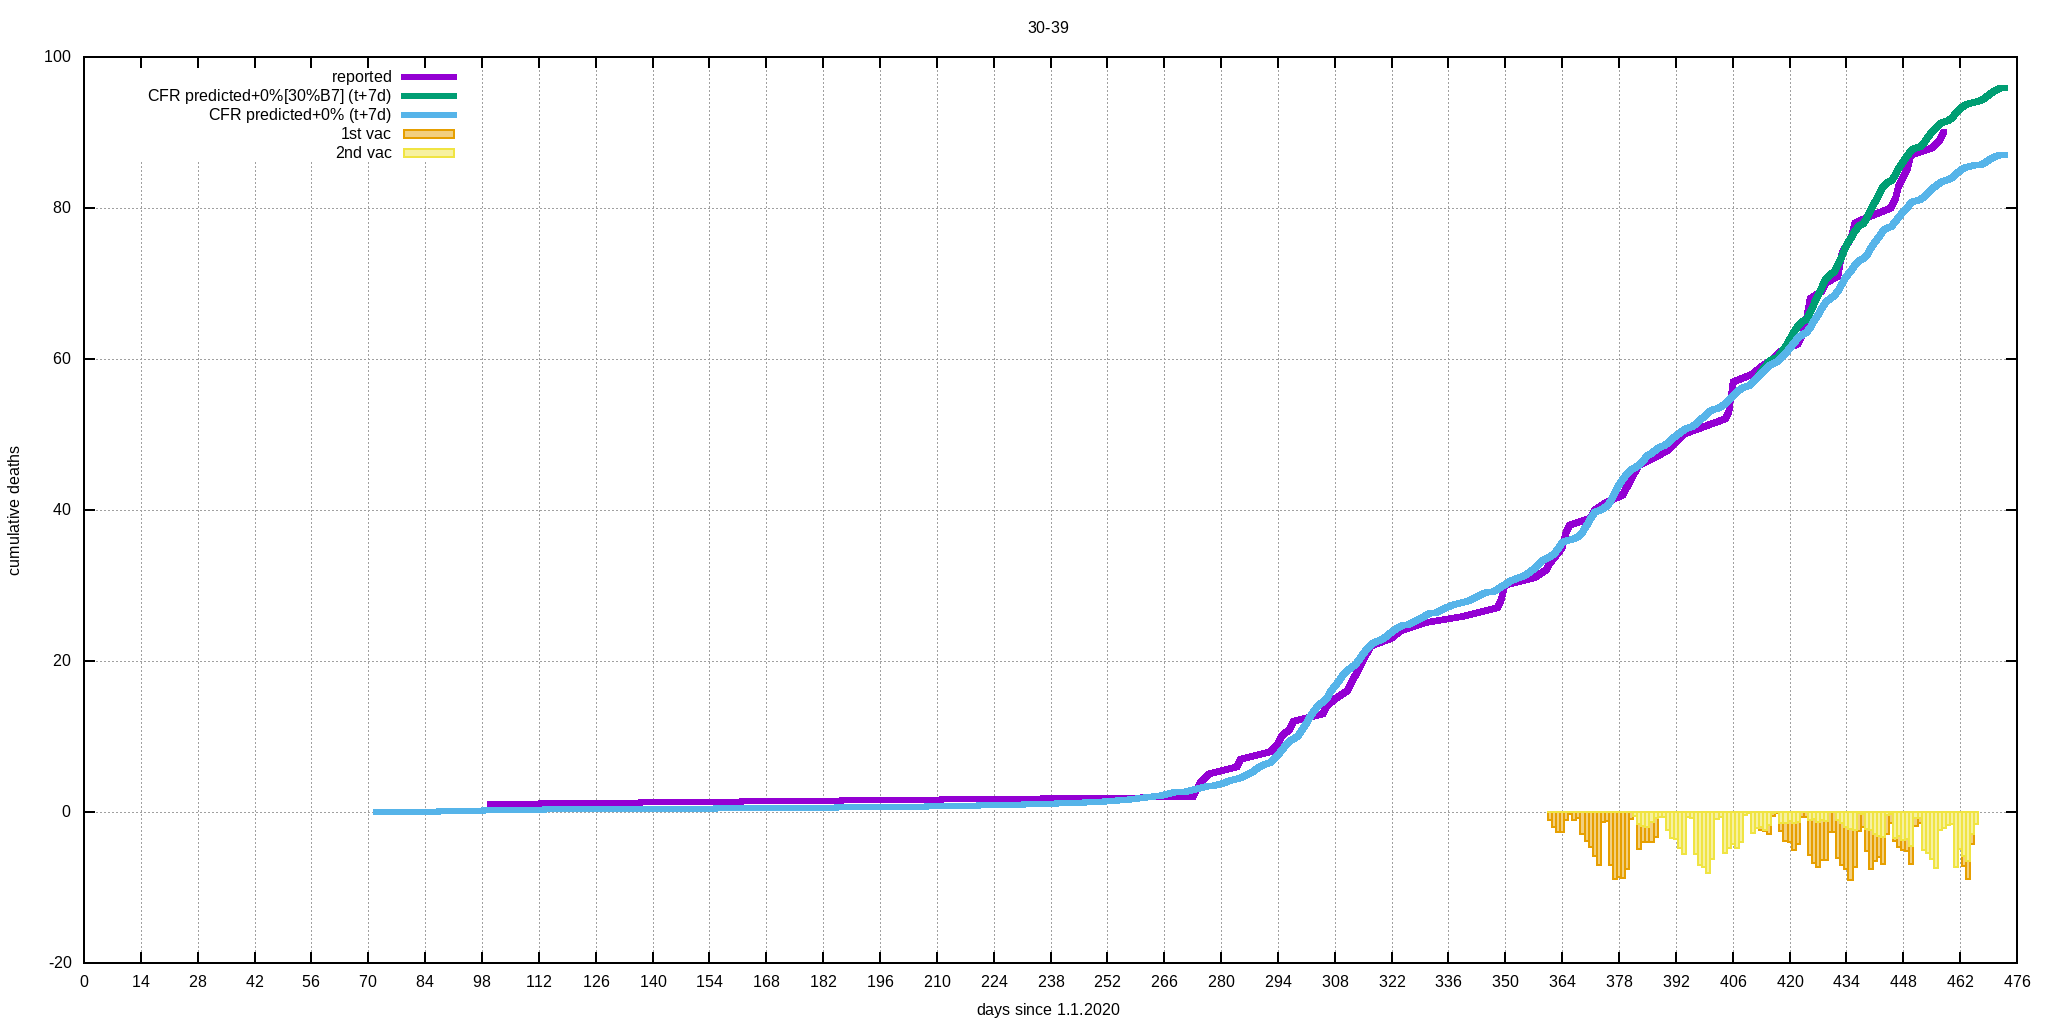 30-39
100
80
60
40
20
0
-20
reported
CFR predicted+0%[30%B7] (t+7d)
CFR predicted+0% (t+7d)
1st vac
2nd vac
cumulative deaths
0 14 28 42 56 70 84 98 112 126 140 154 168 182 196 210 224 238 252 266 280 294 308 322 336 350 364 378 392 406 420 434 448 462 476
days since 1.1.2020